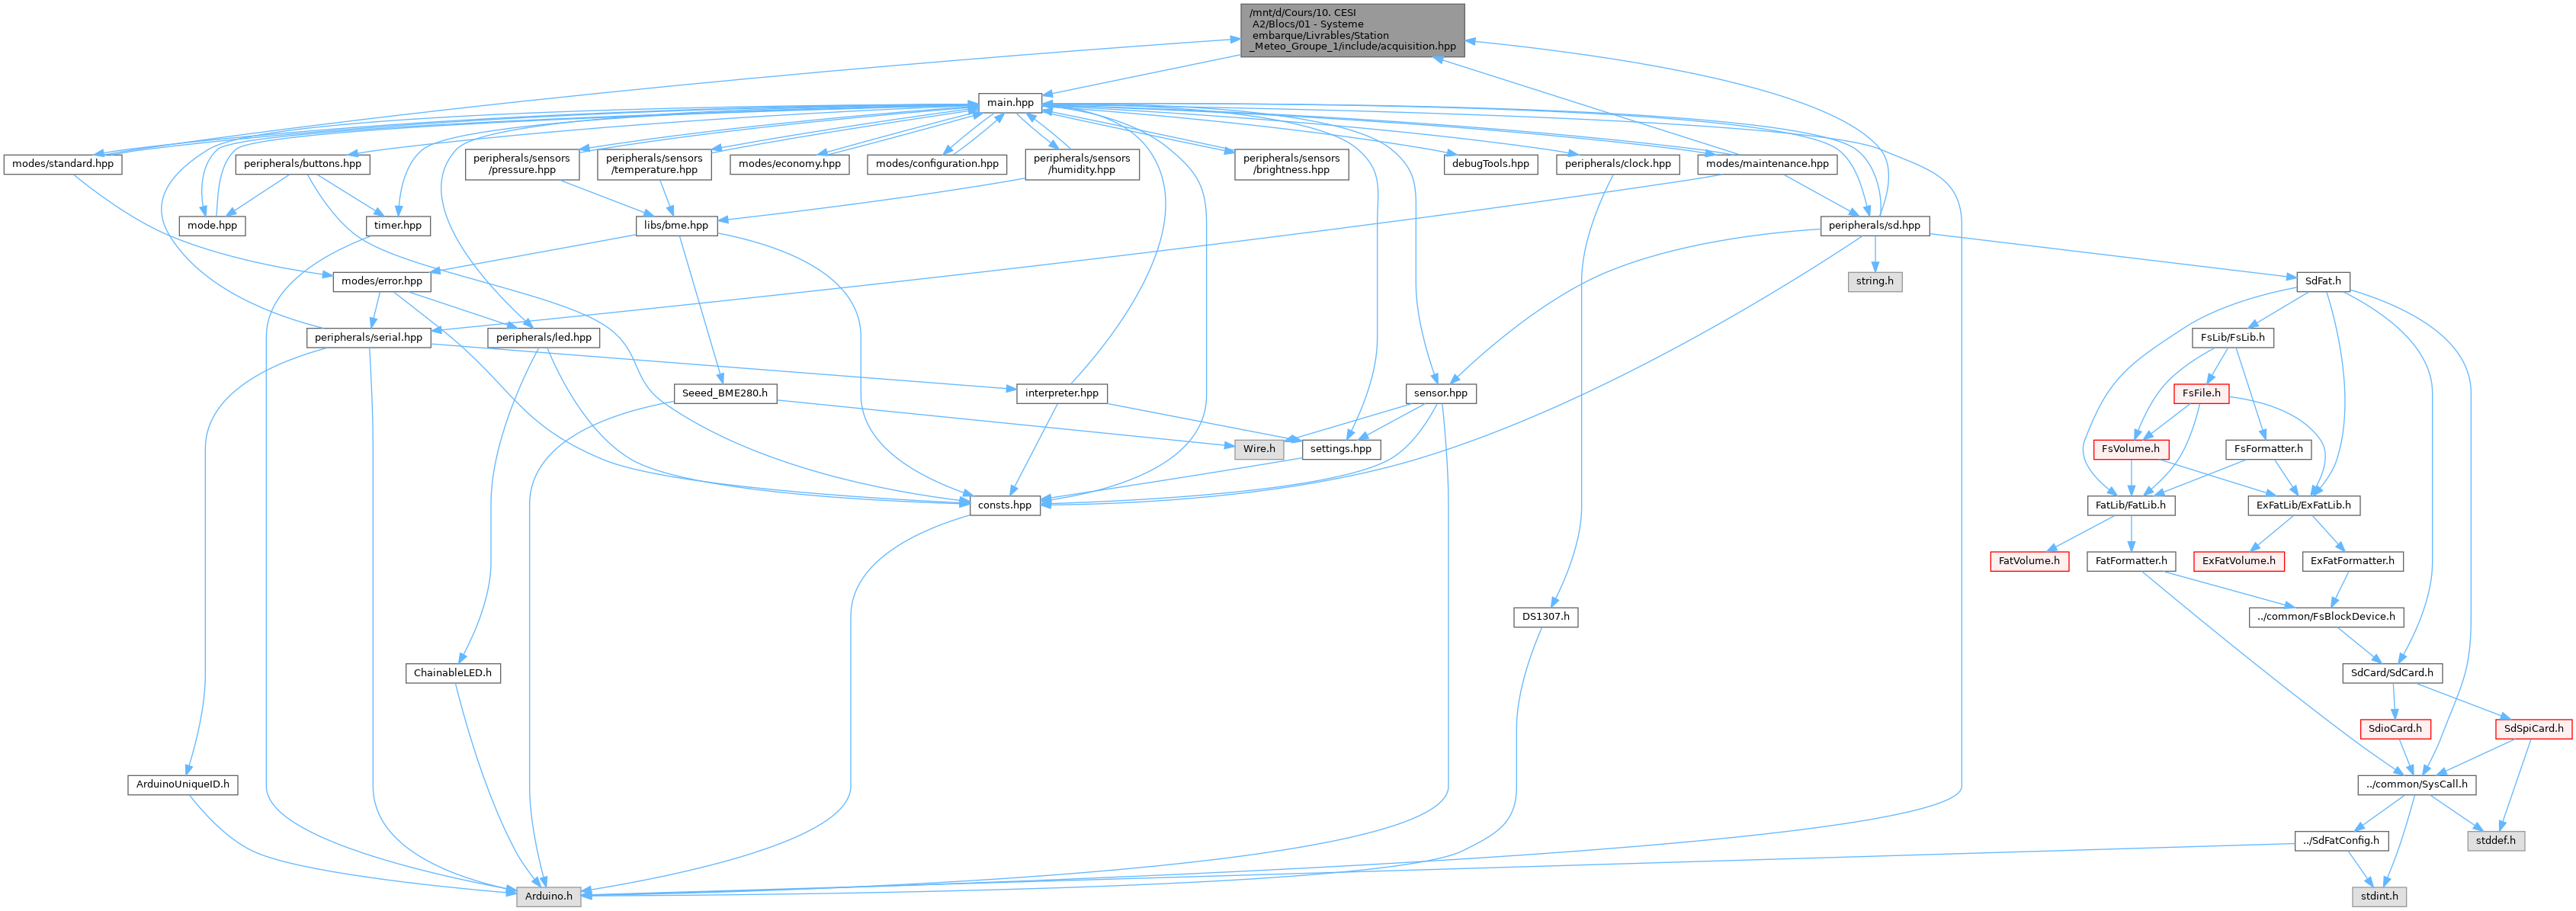 /mnt/d/Cours/10. CESI
A2/Blocs/01 - Systeme
embarque/Livrables/Station
_Meteo_Groupe_1/include/acquisition.hpp
main.hpp
modes/standard.hpp
peripherals/buttons.hpp
peripherals/sensors
/pressure.hpp
peripherals/sensors
/temperature.hpp
modes/economy.hpp
modes/configuration.hpp
peripherals/sensors
/humidity.hpp
peripherals/sensors
/brightness.hpp
debugTools.hpp
peripherals/clock.hpp
modes/maintenance.hpp
mode.hpp
timer.hpp
libs/bme.hpp
peripherals/sd.hpp
modes/error.hpp
string.h
SdFat.h
peripherals/serial.hpp
peripherals/led.hpp
FsLib/FsLib.h
Seeed_BME280.h
interpreter.hpp
sensor.hpp
FsFile.h
Wire.h
settings.hpp
FsVolume.h
FsFormatter.h
consts.hpp
FatLib/FatLib.h
ExFatLib/ExFatLib.h
FatVolume.h
FatFormatter.h
ExFatVolume.h
ExFatFormatter.h
DS1307.h
../common/FsBlockDevice.h
ChainableLED.h
SdCard/SdCard.h
SdioCard.h
SdSpiCard.h
ArduinoUniqueID.h
../common/SysCall.h
../SdFatConfig.h
stddef.h
Arduino.h
stdint.h